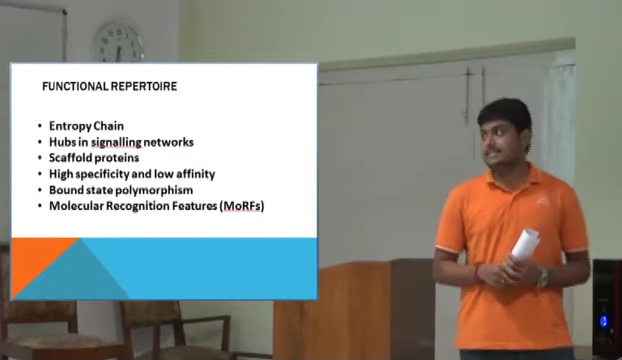 FUNCTIONAL REPERTOIRE
• Entropy Chain
• Hubs in signalling networks
• Scaffold proteins
• High specificity and low affinity
• Bound state polymorphism
• Molecular Recognition Features (MoRFs)